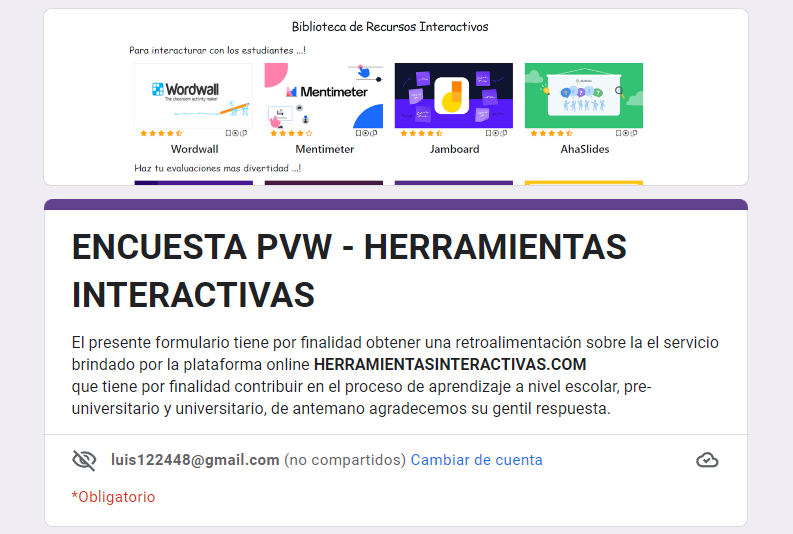 Biblioteca de Recursos Interactivos
Para interacturar con los estudiantes ...!
Wordwall
The classroom activity maker
Mentimeter
Wordwall
Mentimeter
Jamboard
AhaSlides
Haz tu evaluaciones mas divertidad ...!
ENCUESTA PVW - HERRAMIENTAS
INTERACTIVAS
El presente formulario tiene por finalidad obtener una retroalimentación sobre la el servicio
brindado por la plataforma online HERRAMIENTASINTERACTIVAS.COM
que tiene por finalidad contribuir en el proceso de aprendizaje a nivel escolar, pre-
universitario y universitario, de antemano agradecemos su gentil respuesta.
luis122448@gmail.com (no compartidos) Cambiar de cuenta
*Obligatorio